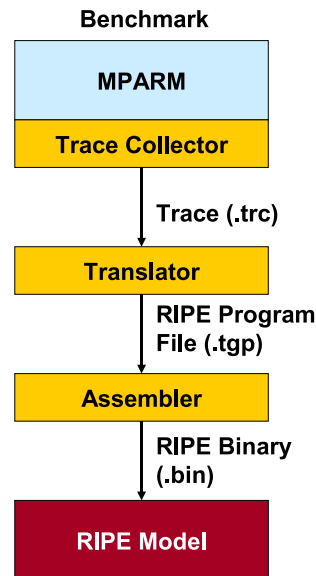 Benchmark
MPARM
Trace Collector
Trace (.trc)
Translator
RIPE Program
File (.tgp)
Assembler
RIPE Binary
(.bin)
RIPE Model